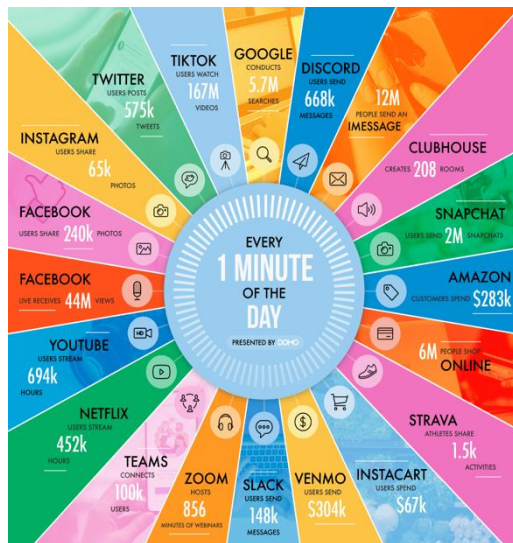 GOOGLE
CONDUCTS
5.7M
SEARCHES
DISCORD
USERS SEND
668k
MESSAGES
12M
PEOPLE SEND AN
IMESSAGE
CLUBHOUSE
CREATES 208 ROOMS
SNAPCHAT
USERS SEND 2M SNAPCHATS
AMAZON
CUSTOMERS SPEND $283k
6M PEOPLE SHOP
ONLINE
STRAVA
ATHLETES SHARE
1.5k
ACTIVITIES
INSTACART
USERS SPEND
$67k
VENMO
USERS SEND
$304k
SLACK
USERS SEND
148k
MESSAGES
ZOOM
HOSTS
856
MINUTES OF WEBINARS
TEAMS
CONNECTS
100k
USERS
NETFLIX
USERS STREAM
452k
HOURS
YOUTUBE
USERS STREAM
694k
HOURS
FACEBOOK
LIVE RECEIVES 44M VIEWS
FACEBOOK
USERS SHARE 240k PHOTOS
INSTAGRAM
USERS SHARE
65k
PHOTOS
TWITTER
USERS POSTS
575k
TWEETS
TIKTOK
USERS WATCH
167M
VIDEOS
EVERY
1 MINUTE
OF THE
DAY
PRESENTED BY DOMO
HD
$